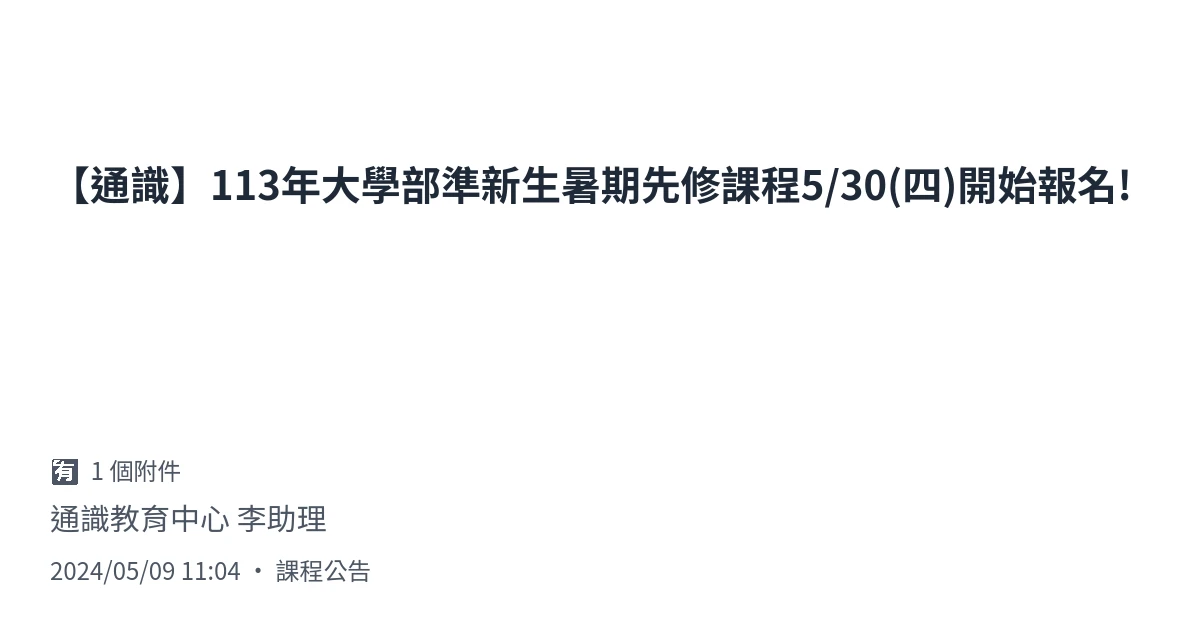 【通識】113年大學部準新生暑期先修課程5/30(四)開始報名!
有 1 個附件
通識教育中心 李助理
2024/05/09 11:04 • 課程公告